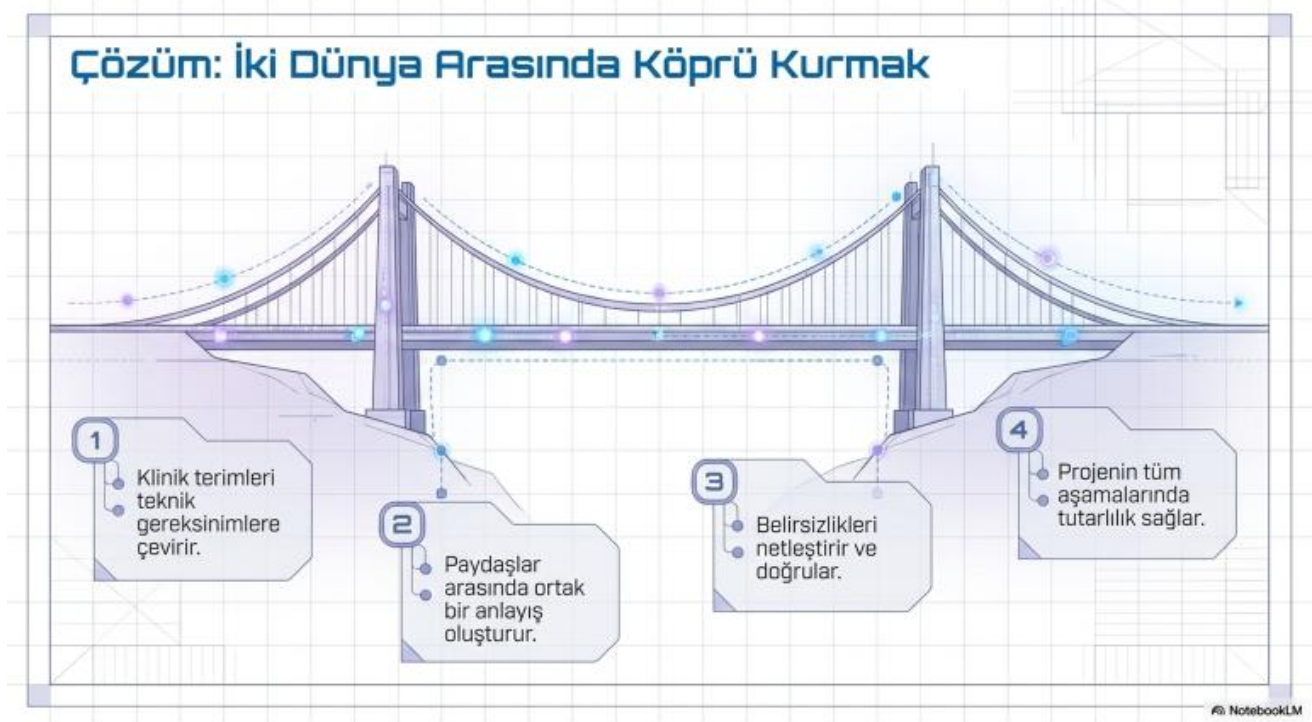 Çözüm: İki Dünya Arasında Köprü Kurmak
1
Klinik terimleri
teknik
gereksinimlere
çevirir.
2
Paydaşlar
arasında ortak
bir anlayış
oluşturur.
3
Belirsizlikleri
netleştirir ve
doğrular.
4
Projenin tüm
aşamalarında
tutarlılık sağlar.
NotebookLM